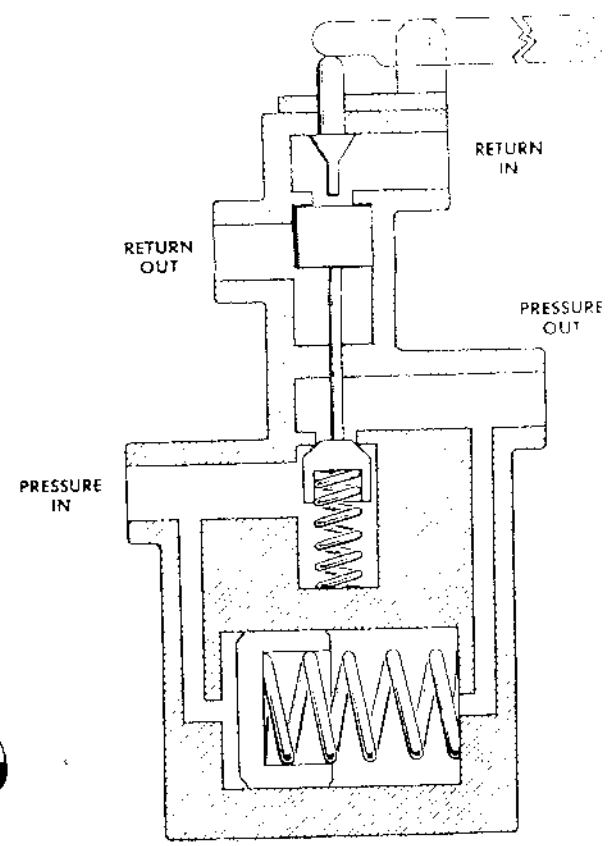 RETURN
IN
RETURN
OUT
PRESSURE
OUT
PRESSURE
IN